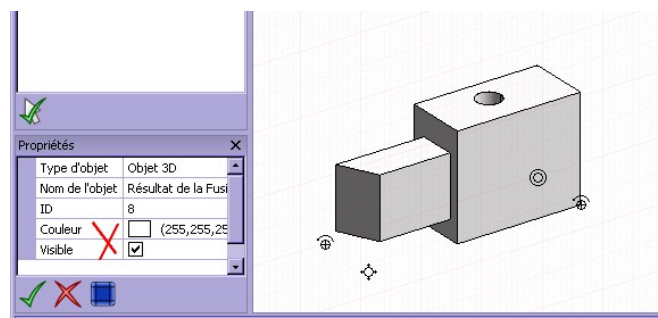 Propriétés X
Type d'objet Objet 3D
Nom de l'objet Résultat de la Fusi
ID 8
Couleur (255,255,25
Visible